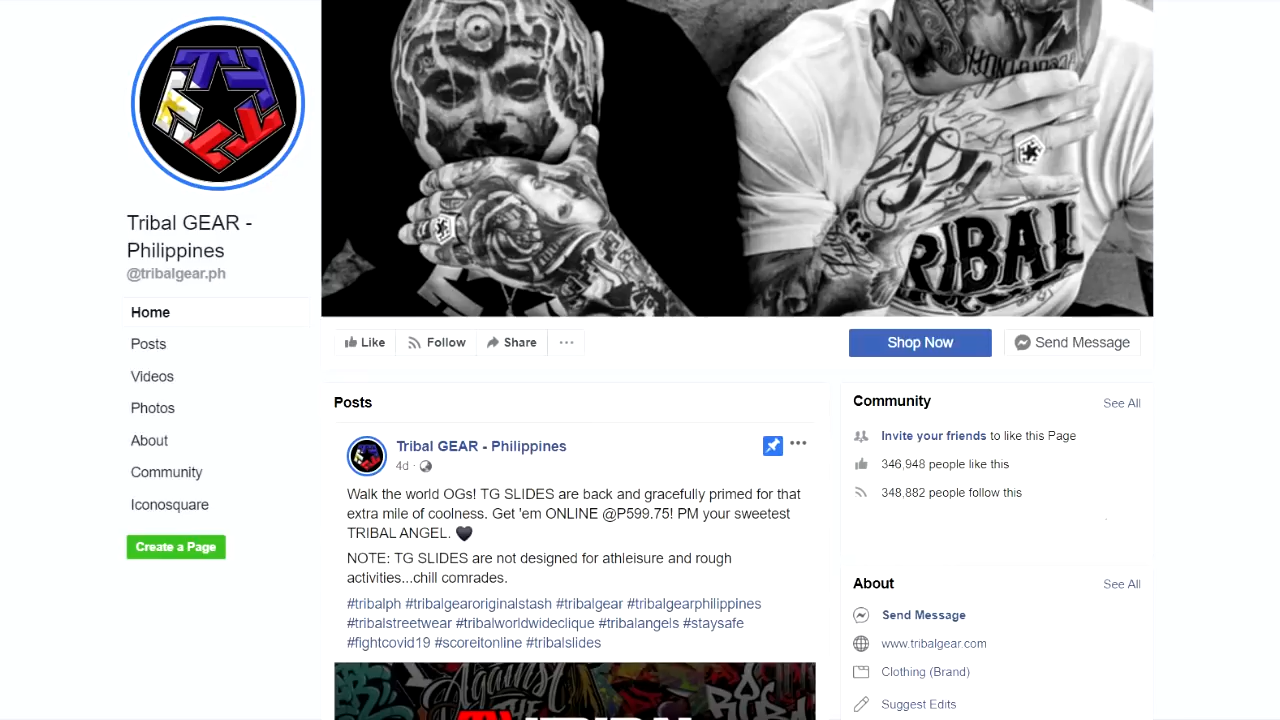 TRIBAL
Tribal GEAR -
Philippines
@tribalgear.ph
Home
Posts
Videos
Photos
About
Community
Iconosquare
Create a Page
Like
Follow
Share
Shop Now
Send Message
Posts
Tribal GEAR - Philippines
4d ·
Walk the world OGs! TG SLIDES are back and gracefully primed for that
extra mile of coolness. Get 'em ONLINE @P599.75! PM your sweetest
TRIBAL ANGEL. 🖤
NOTE: TG SLIDES are not designed for athleisure and rough
activities...chill comrades.
#tribalph #tribalgearoriginalstash #tribalgear #tribalgearphilippines
#tribalstreetwear #tribalworldwideclique #tribalangels #staysafe
#fightcovid19 #scoreitonline #tribalslides
Against
THE
TRIBAL
Community
See All
Invite your friends to like this Page
346,948 people like this
348,882 people follow this
About
See All
Send Message
www.tribalgear.com
Clothing (Brand)
Suggest Edits